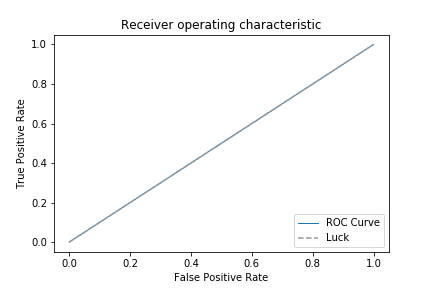 Receiver operating characteristic
True Positive Rate
1.0
0.8
0.6
0.4
0.2
0.0
ROC Curve
Luck
0.0 0.2 0.4 0.6 0.8 1.0
False Positive Rate